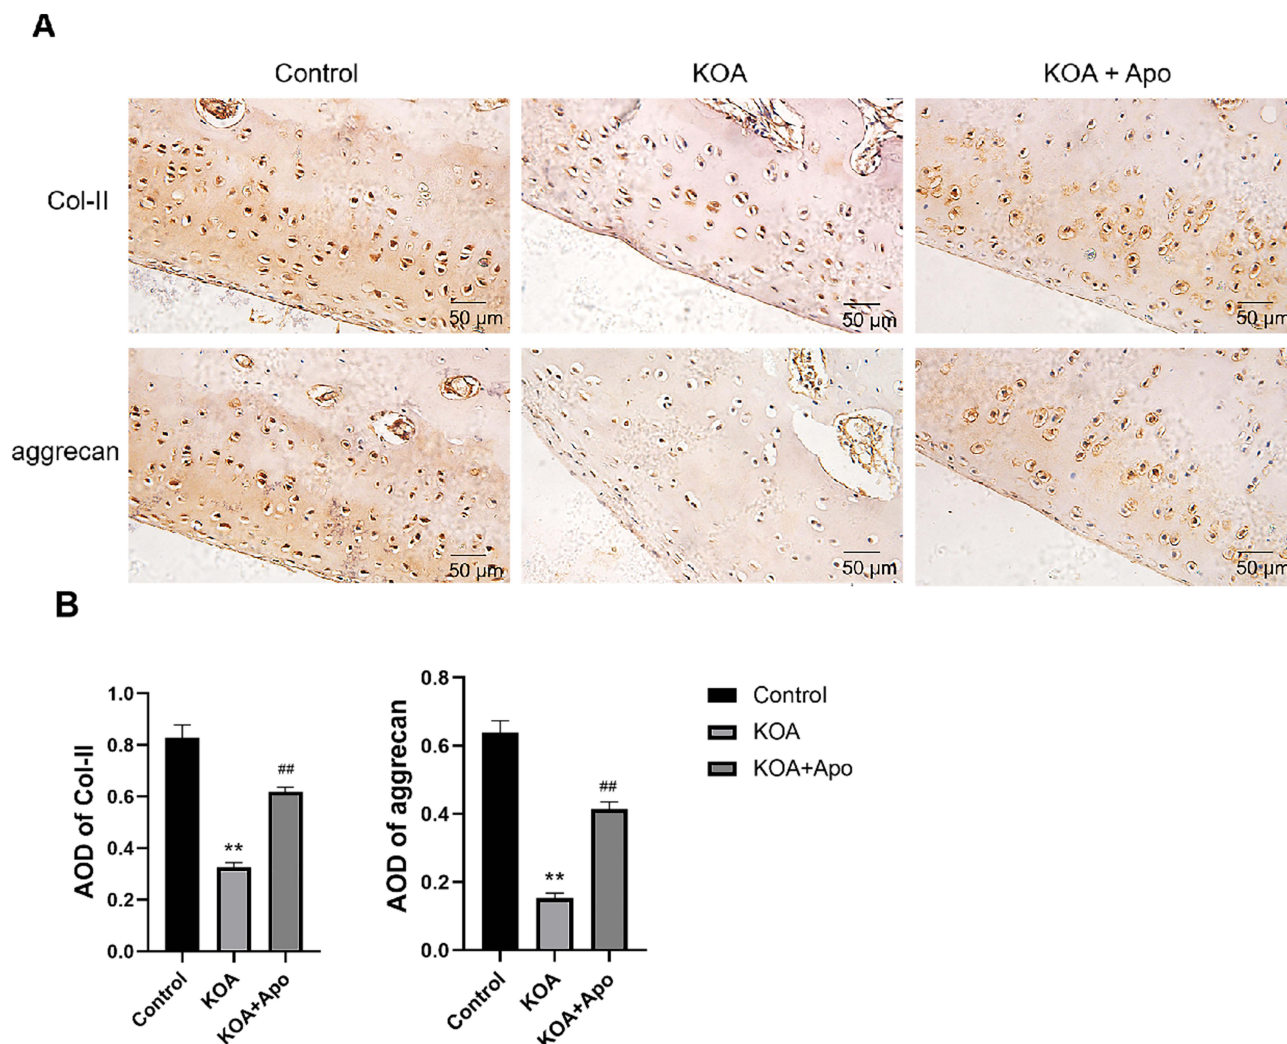 A
Control KOA KOA + Apo
Col-II
50 µm 50 µm 50 µm
aggrecan
50 µm 50 µm 50 µm
B
AOD of Col-II
1.0
0.8
0.6
0.4
0.2
0.0
**
##
Control KOA KOA+Apo
AOD of aggrecan
0.8
0.6
0.4
0.2
0.0
**
##
Control KOA KOA+Apo
Control
KOA
KOA+Apo